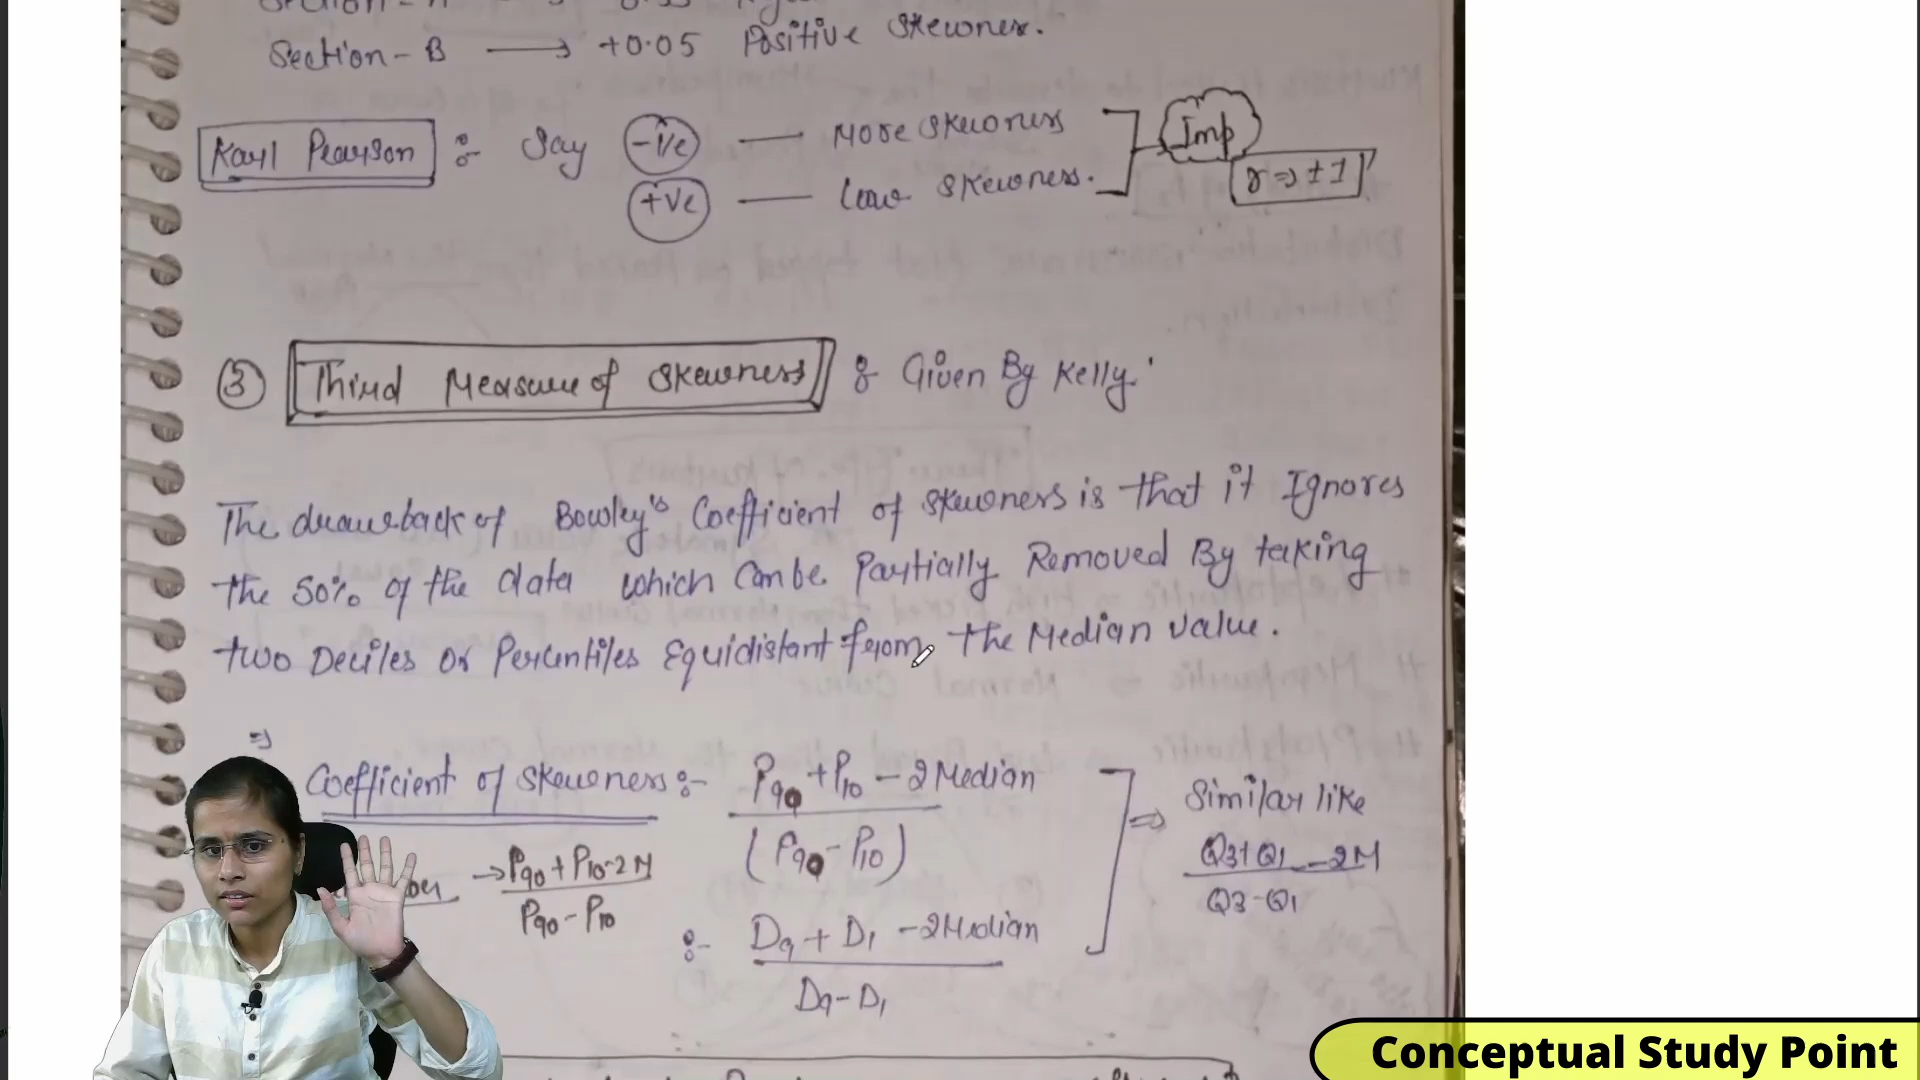 Section - B → +0.05 Positive Skewness.
Karl Pearson :- Say -Ve — More Skewness
+Ve — Low Skewness.
Imp
r => ± 1
3 Third Measure of Skewness : Given By Kelly.
The drawback of Bowley's Coefficient of Skewness is that it Ignores
the 50% of the data which can be Partially Removed By taking
two Deciles or Percentiles Equidistant from the Median value.
⇒
Coefficient of Skewness :- P90 + P10 - 2 Median
(P90 - P10)
→ P90 + P10 - 2M
P90 - P10
:- D9 + D1 - 2 Median
D9 - D1
⇒ Similar like
Q3 + Q1 - 2M
Q3 - Q1
Conceptual Study Point